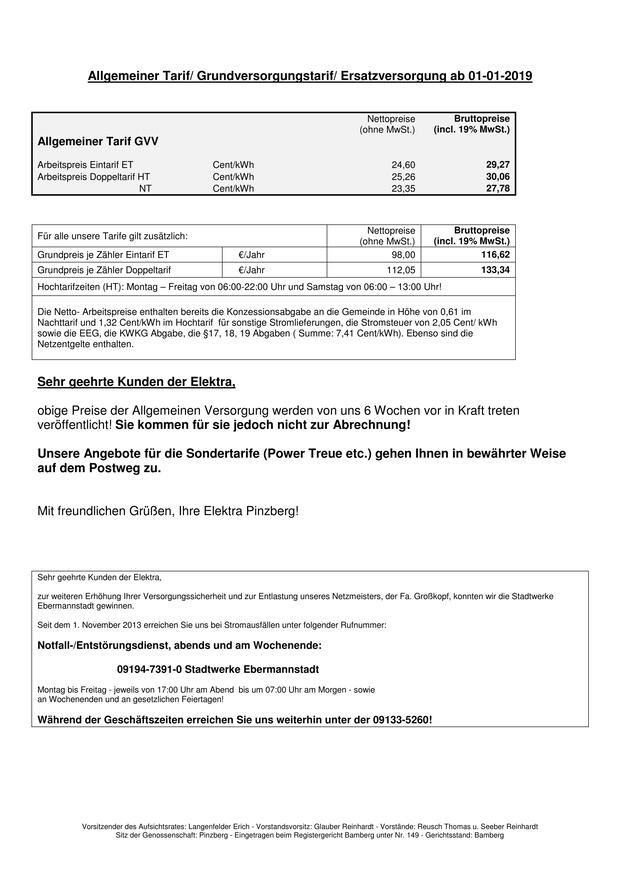 Allgemeiner Tarif/ Grundversorgungstarif/ Ersatzversorgung ab 01-01-2019
Nettopreise Bruttopreise
(ohne MwSt.) (incl. 19% MwSt.)
Allgemeiner Tarif GVV
Arbeitspreis Eintarif ET Cent/kWh 24,60 29,27
Arbeitspreis Doppeltarif HT Cent/kWh 25,26 30,06
NT Cent/kWh 23,35 27,78
Für alle unsere Tarife gilt zusätzlich: Nettopreise Bruttopreise
(ohne MwSt.) (incl. 19% MwSt.)
Grundpreis je Zähler Eintarif ET €/Jahr 98,00 116,62
Grundpreis je Zähler Doppeltarif €/Jahr 112,05 133,34
Hochtarifzeiten (HT): Montag – Freitag von 06:00-22:00 Uhr und Samstag von 06:00 – 13:00 Uhr!
Die Netto- Arbeitspreise enthalten bereits die Konzessionsabgabe an die Gemeinde in Höhe von 0,61 im
Nachttarif und 1,32 Cent/kWh im Hochtarif für sonstige Stromlieferungen, die Stromsteuer von 2,05 Cent/ kWh
sowie die EEG, die KWKG Abgabe, die §17, 18, 19 Abgaben ( Summe: 7,41 Cent/kWh). Ebenso sind die
Netzentgelte enthalten.
Sehr geehrte Kunden der Elektra,
obige Preise der Allgemeinen Versorgung werden von uns 6 Wochen vor in Kraft treten
veröffentlicht! Sie kommen für sie jedoch nicht zur Abrechnung!
Unsere Angebote für die Sondertarife (Power Treue etc.) gehen Ihnen in bewährter Weise
auf dem Postweg zu.
Mit freundlichen Grüßen, Ihre Elektra Pinzberg!
Sehr geehrte Kunden der Elektra,
zur weiteren Erhöhung Ihrer Versorgungssicherheit und zur Entlastung unseres Netzmeisters, der Fa. Großkopf, konnten wir die Stadtwerke
Ebermannstadt gewinnen.
Seit dem 1. November 2013 erreichen Sie uns bei Stromausfällen unter folgender Rufnummer:
Notfall-/Entstörungsdienst, abends und am Wochenende:
09194-7391-0 Stadtwerke Ebermannstadt
Montag bis Freitag - jeweils von 17:00 Uhr am Abend bis um 07:00 Uhr am Morgen - sowie
an Wochenenden und an gesetzlichen Feiertagen!
Während der Geschäftszeiten erreichen Sie uns weiterhin unter der 09133-5260!
Vorsitzender des Aufsichtsrates: Langenfelder Erich - Vorstandsvorsitz: Glauber Reinhardt - Vorstände: Reusch Thomas u. Seeber Reinhardt
Sitz der Genossenschaft: Pinzberg - Eingetragen beim Registergericht Bamberg unter Nr. 149 - Gerichtsstand: Bamberg